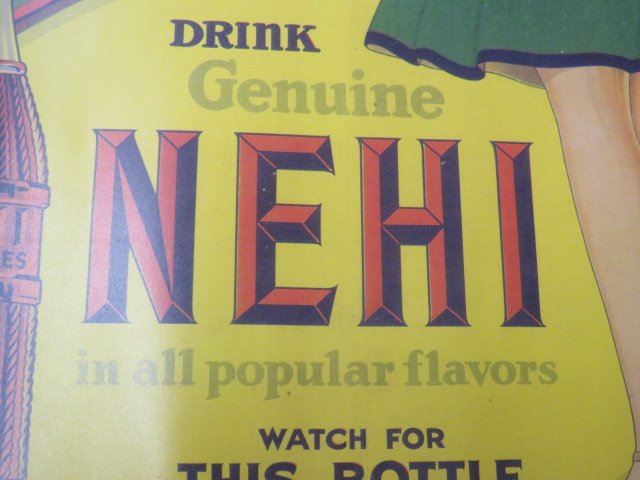 DRINK
Genuine
NEHI
in all popular flavors
WATCH FOR
THIS BOTTLE